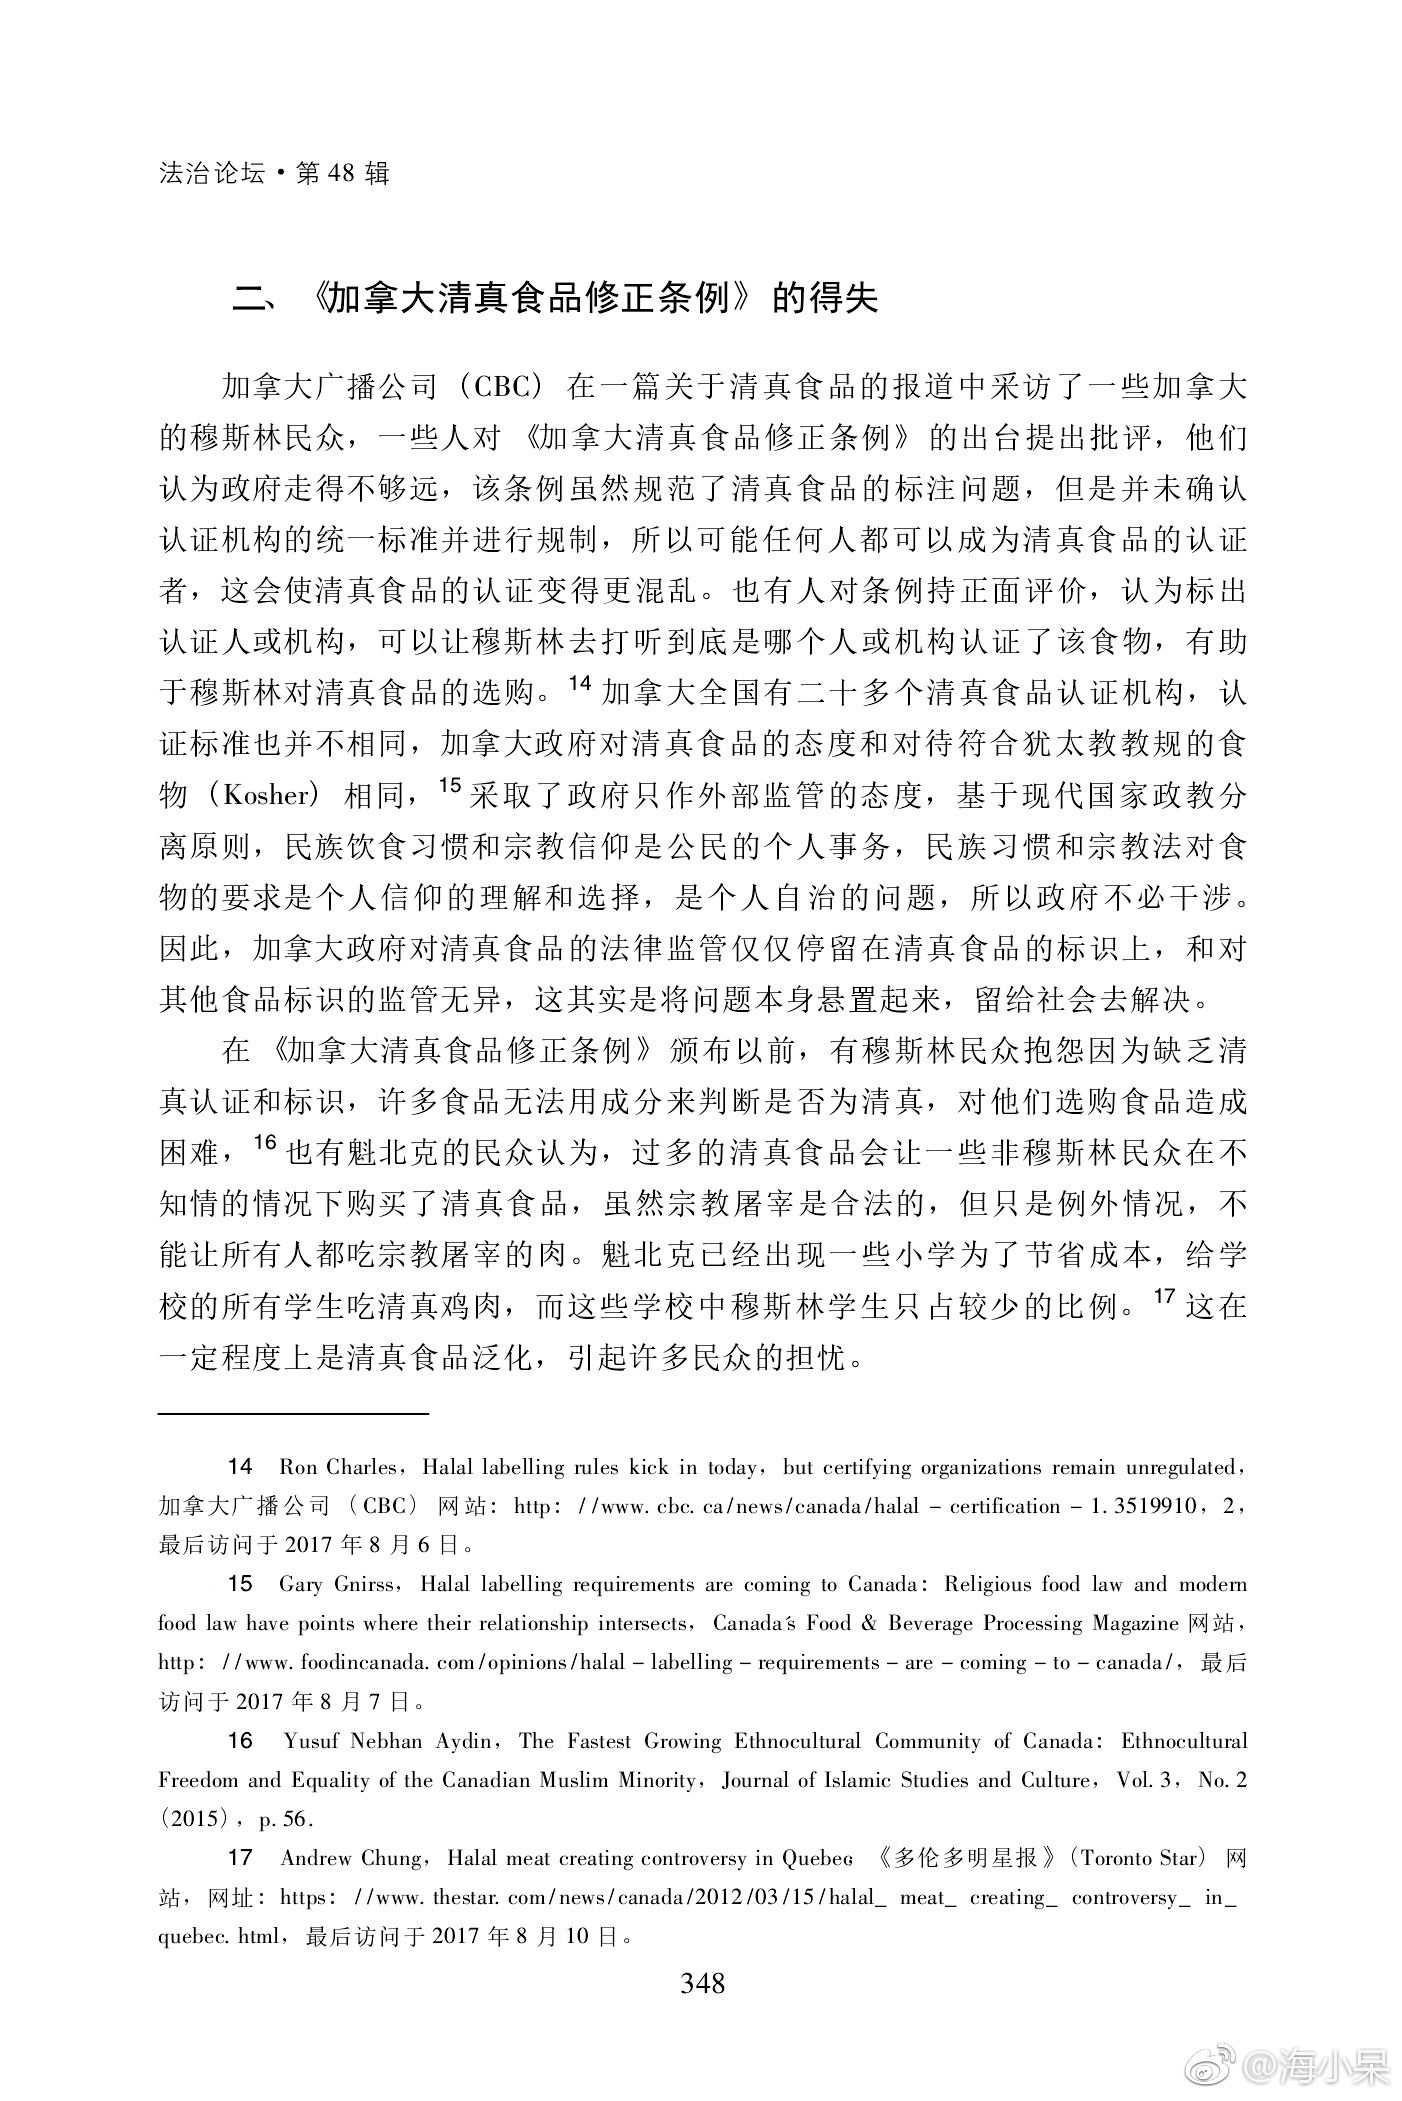 法治论坛·第 48 辑
二、《加拿大清真食品修正条例》的得失
加拿大广播公司（CBC）在一篇关于清真食品的报道中采访了一些加拿大
的穆斯林民众，一些人对《加拿大清真食品修正条例》的出台提出批评，他们
认为政府走得不够远，该条例虽然规范了清真食品的标注问题，但是并未确认
认证机构的统一标准并进行规制，所以可能任何人都可以成为清真食品的认证
者，这会使清真食品的认证变得更混乱。也有人对条例持正面评价，认为标出
认证人或机构，可以让穆斯林去打听到底是哪个人或机构认证了该食物，有助
于穆斯林对清真食品的选购。14 加拿大全国有二十多个清真食品认证机构，认
证标准也并不相同，加拿大政府对清真食品的态度和对待符合犹太教教规的食
物（Kosher）相同，15 采取了政府只作外部监管的态度，基于现代国家政教分
离原则，民族饮食习惯和宗教信仰是公民的个人事务，民族习惯和宗教法对食
物的要求是个人信仰的理解和选择，是个人自治的问题，所以政府不必干涉。
因此，加拿大政府对清真食品的法律监管仅仅停留在清真食品的标识上，和对
其他食品标识的监管无异，这其实是将问题本身悬置起来，留给社会去解决。
在《加拿大清真食品修正条例》颁布以前，有穆斯林民众抱怨因为缺乏清
真认证和标识，许多食品无法用成分来判断是否为清真，对他们选购食品造成
困难，16 也有魁北克的民众认为，过多的清真食品会让一些非穆斯林民众在不
知情的情况下购买了清真食品，虽然宗教屠宰是合法的，但只是例外情况，不
能让所有人都吃宗教屠宰的肉。魁北克已经出现一些小学为了节省成本，给学
校的所有学生吃清真鸡肉，而这些学校中穆斯林学生只占较少的比例。17 这在
一定程度上是清真食品泛化，引起许多民众的担忧。
14 Ron Charles，Halal labelling rules kick in today，but certifying organizations remain unregulated，
加拿大广播公司（CBC）网站：http：//www. cbc. ca/news/canada/halal - certification - 1. 3519910，2，
最后访问于 2017 年 8 月 6 日。
15 Gary Gnirss，Halal labelling requirements are coming to Canada：Religious food law and modern
food law have points where their relationship intersects，Canada's Food & Beverage Processing Magazine 网站，
http：//www. foodincanada. com/opinions/halal - labelling - requirements - are - coming - to - canada/，最后
访问于 2017 年 8 月 7 日。
16 Yusuf Nebhan Aydin，The Fastest Growing Ethnocultural Community of Canada：Ethnocultural
Freedom and Equality of the Canadian Muslim Minority，Journal of Islamic Studies and Culture，Vol. 3，No. 2
(2015)，p. 56.
17 Andrew Chung，Halal meat creating controversy in Quebec，《多伦多明星报》（Toronto Star）网
站，网址：https：//www. thestar. com/news/canada/2012/03/15/halal_ meat_ creating_ controversy_ in_
quebec. html，最后访问于 2017 年 8 月 10 日。
348
@海小呆